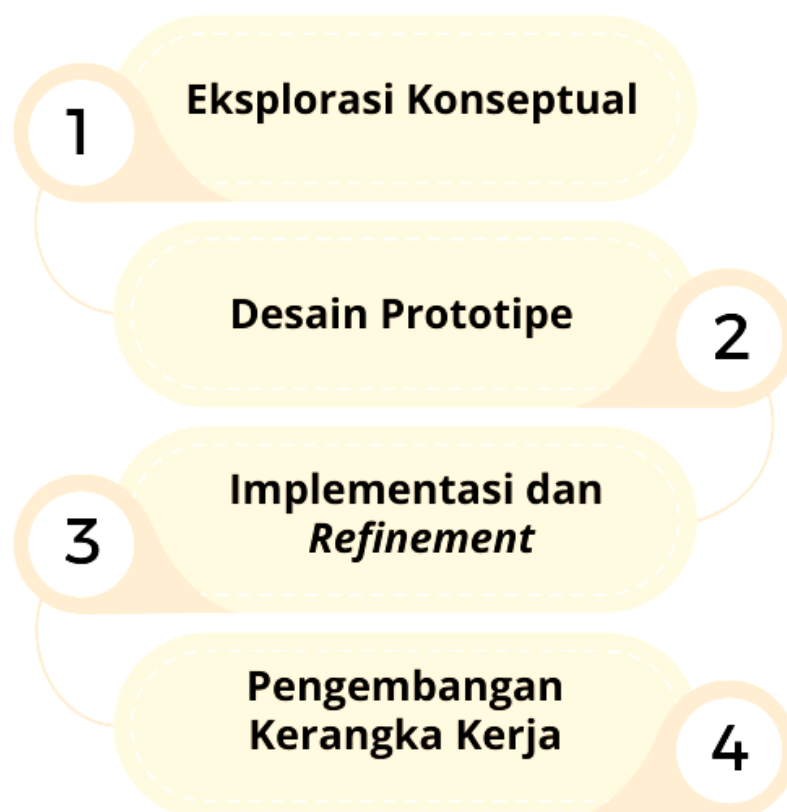 1
Eksplorasi Konseptual
Desain Prototipe
2
Implementasi dan
Refinement
3
Pengembangan
Kerangka Kerja
4